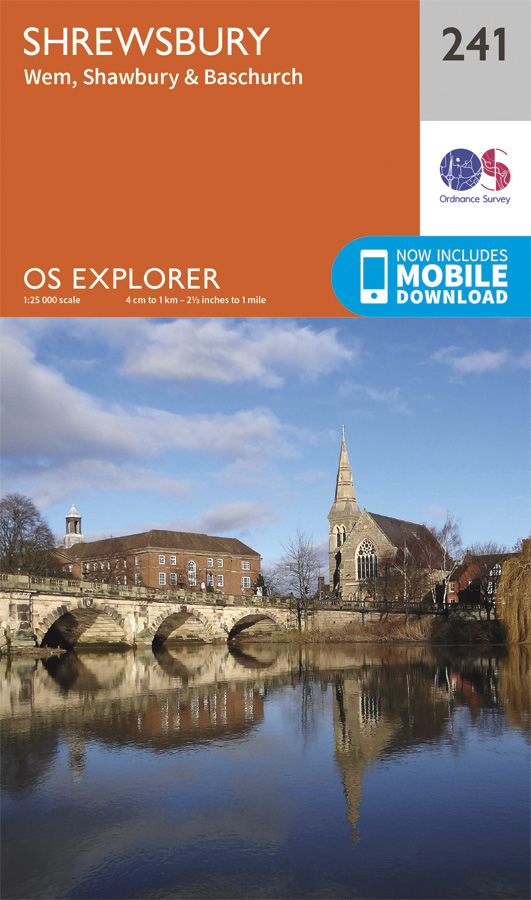 SHREWSBURY
Wem, Shawbury & Baschurch
241
OS
Ordnance Survey
NOW INCLUDES
MOBILE
DOWNLOAD
OS EXPLORER
1:25 000 scale 4 cm to 1 km – 2½ inches to 1 mile